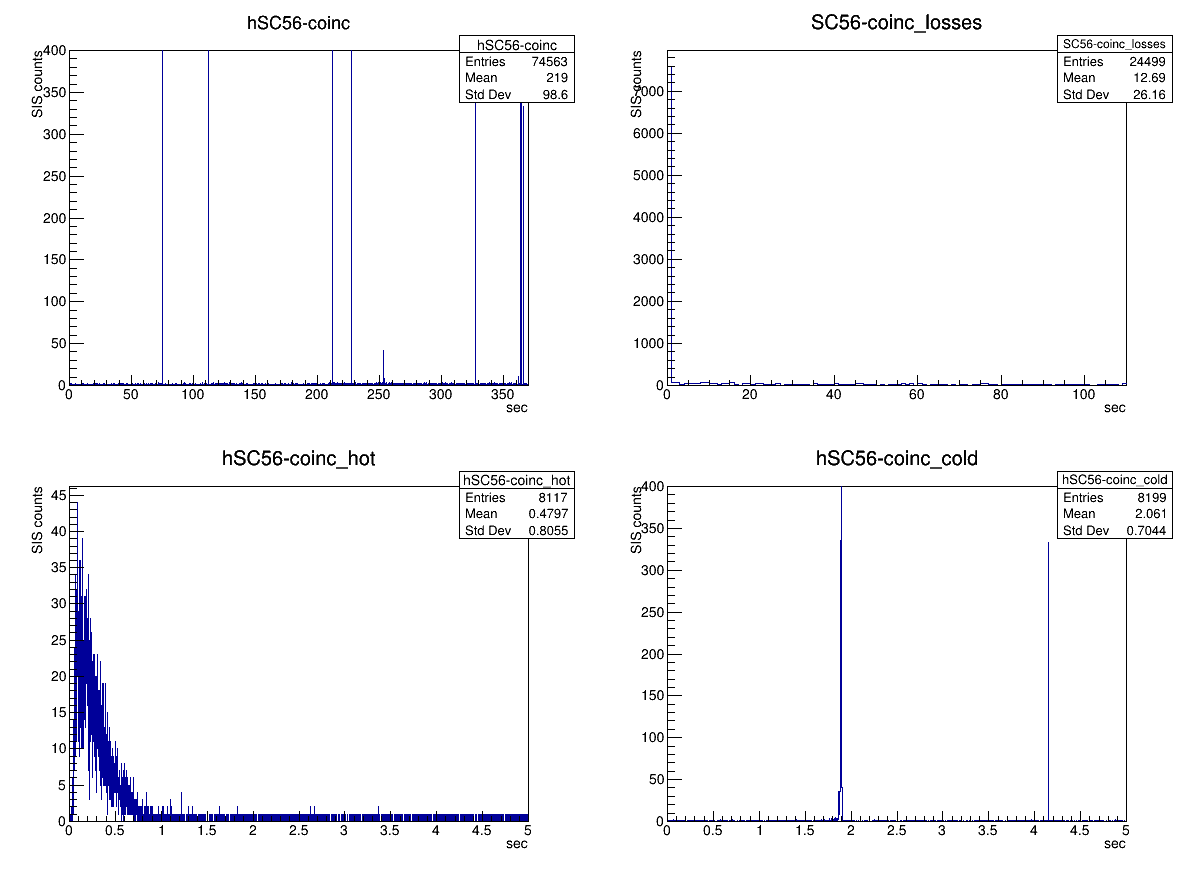 hSC56-coinc
SIS counts
400
350
300
250
200
150
100
50
0
0 50 100 150 200 250 300 350
sec
hSC56-coinc
Entries 74563
Mean 219
Std Dev 98.6
SC56-coinc_losses
SIS counts
7000
6000
5000
4000
3000
2000
1000
0
0 20 40 60 80 100
sec
SC56-coinc_losses
Entries 24499
Mean 12.69
Std Dev 26.16
hSC56-coinc_hot
SIS counts
45
40
35
30
25
20
15
10
5
0
0 0.5 1 1.5 2 2.5 3 3.5 4 4.5 5
sec
hSC56-coinc_hot
Entries 8117
Mean 0.4797
Std Dev 0.8055
hSC56-coinc_cold
SIS counts
400
350
300
250
200
150
100
50
0
0 0.5 1 1.5 2 2.5 3 3.5 4 4.5 5
sec
hSC56-coinc_cold
Entries 8199
Mean 2.061
Std Dev 0.7044